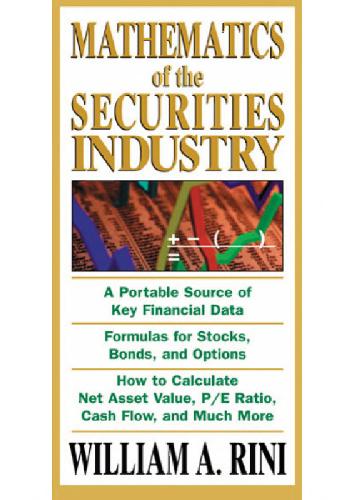 MATHEMATICS
of the
SECURITIES
INDUSTRY
+ – ( )
=
A Portable Source of
Key Financial Data
Formulas for Stocks,
Bonds, and Options
How to Calculate
Net Asset Value, P/E Ratio,
Cash Flow, and Much More
WILLIAM A. RINI